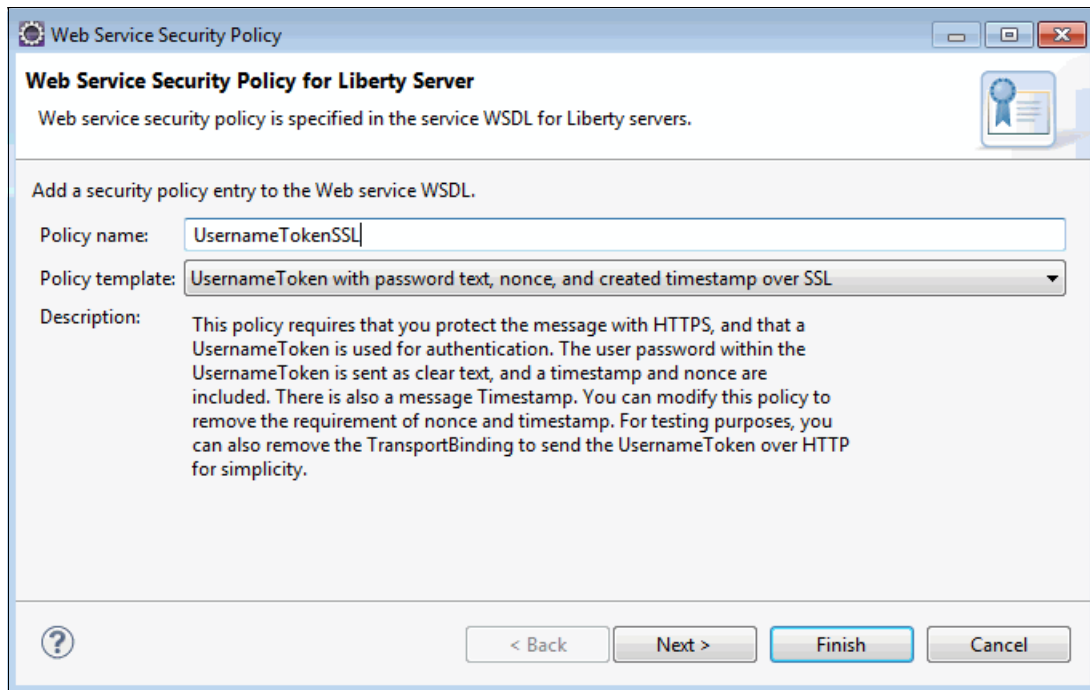 Web Service Security Policy
Web Service Security Policy for Liberty Server
Web service security policy is specified in the service WSDL for Liberty servers.
Add a security policy entry to the Web service WSDL.
Policy name: UsernameTokenSSL
Policy template: UsernameToken with password text, nonce, and created timestamp over SSL
Description: This policy requires that you protect the message with HTTPS, and that a
UsernameToken is used for authentication. The user password within the
UsernameToken is sent as clear text, and a timestamp and nonce are
included. There is also a message Timestamp. You can modify this policy to
remove the requirement of nonce and timestamp. For testing purposes, you
can also remove the TransportBinding to send the UsernameToken over HTTP
for simplicity.
? < Back Next > Finish Cancel